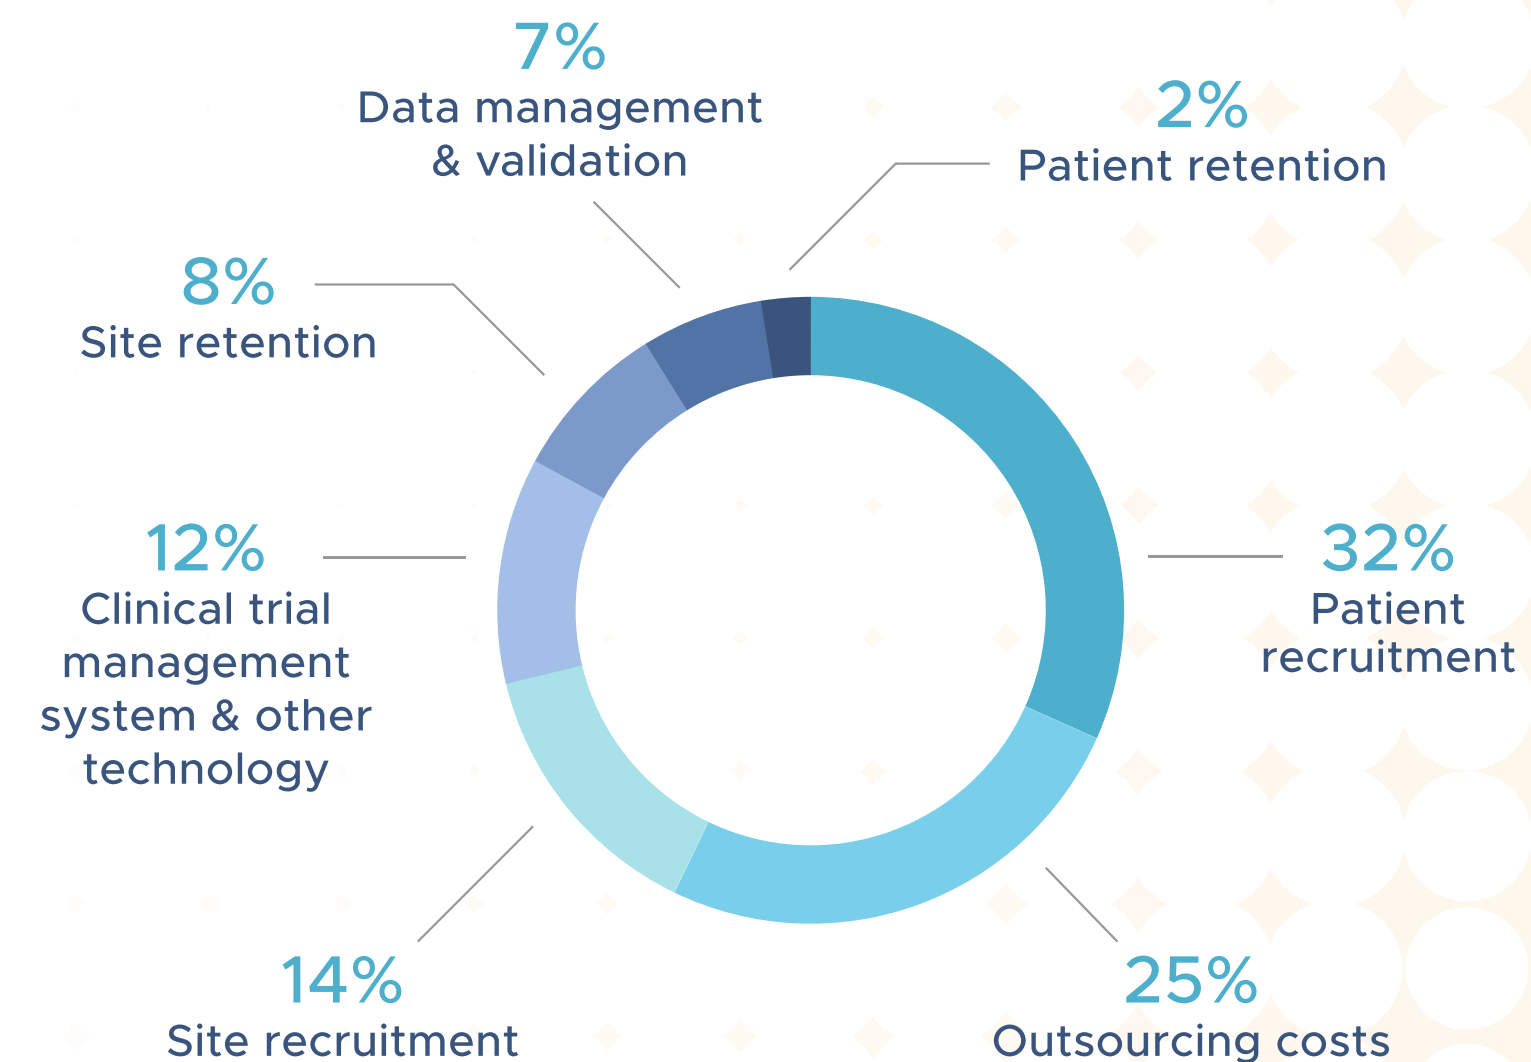 7%
Data management
& validation
2%
Patient retention
8%
Site retention
12%
Clinical trial
management
system & other
technology
32%
Patient
recruitment
14%
Site recruitment
25%
Outsourcing costs